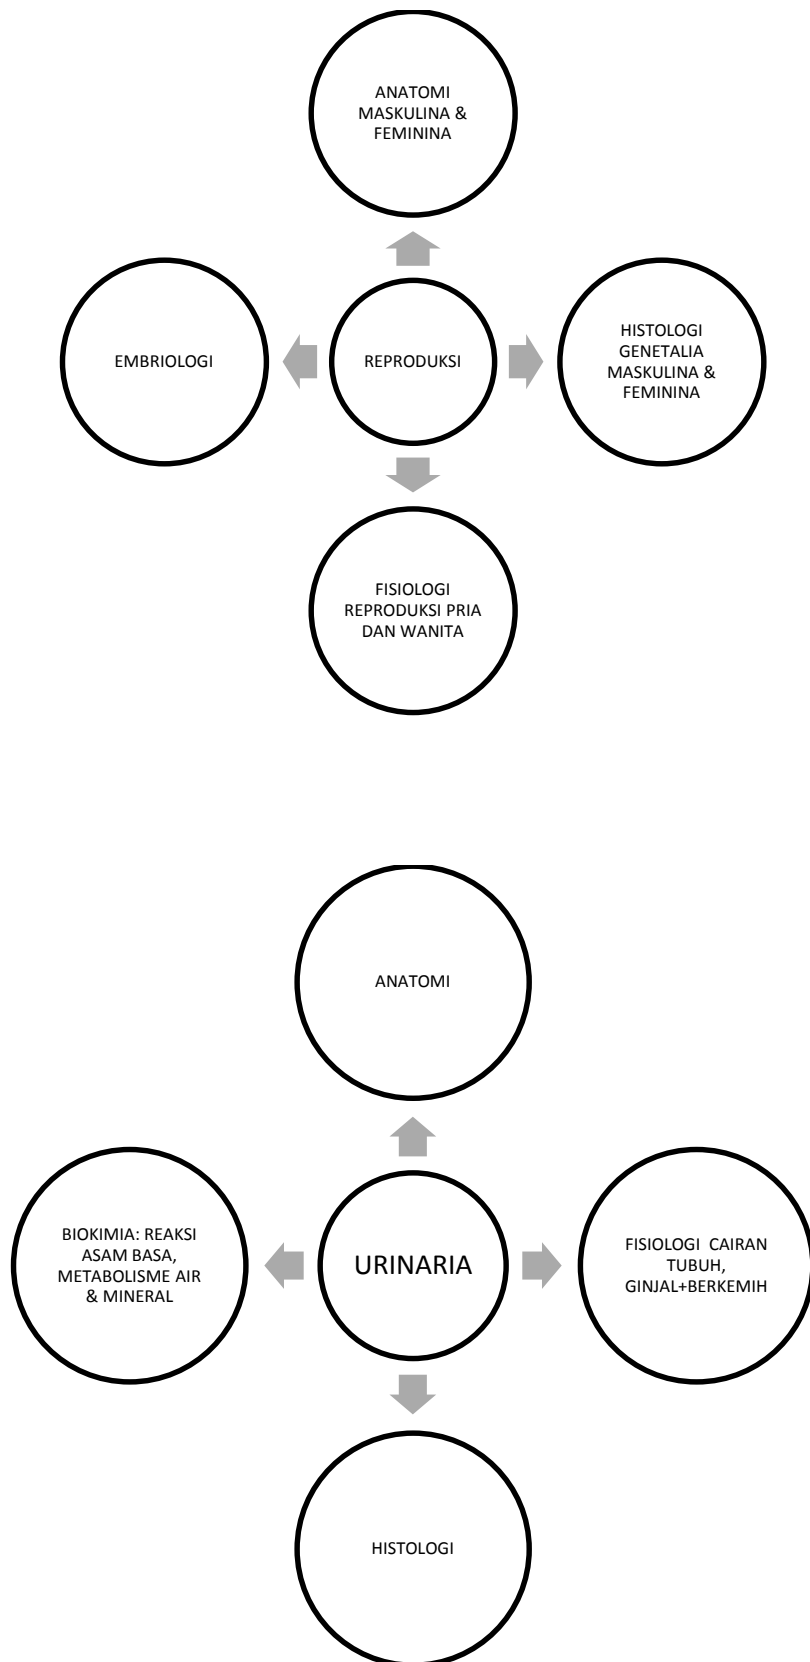 ANATOMI
MASKULINA &
FEMININA
EMBRIOLOGI
REPRODUKSI
HISTOLOGI
GENETALIA
MASKULINA &
FEMININA
FISIOLOGI
REPRODUKSI PRIA
DAN WANITA
ANATOMI
BIOKIMIA: REAKSI
ASAM BASA,
METABOLISME AIR
& MINERAL
URINARIA
FISIOLOGI CAIRAN
TUBUH,
GINJAL+BERKEMIH
HISTOLOGI